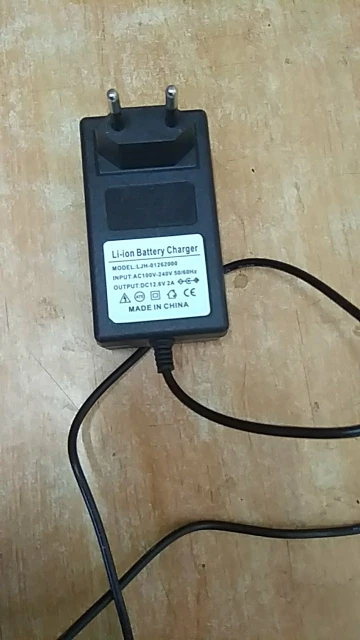 Li-ion Battery Charger
MODEL:LJH-01262000
INPUT:AC100V-240V 50/60Hz
OUTPUT:DC12.6V 2A
CE
MADE IN CHINA